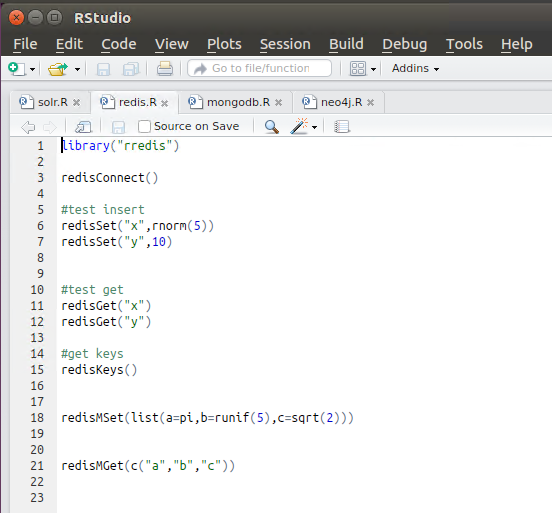 RStudio
File Edit Code View Plots Session Build Debug Tools Help
Go to file/function Addins
solr.R redis.R mongodb.R neo4j.R
Source on Save
1 library("rredis")
2
3 redisConnect()
4
5 #test insert
6 redisSet("x",rnorm(5))
7 redisSet("y",10)
8
9
10 #test get
11 redisGet("x")
12 redisGet("y")
13
14 #get keys
15 redisKeys()
16
17
18 redisMSet(list(a=pi,b=runif(5),c=sqrt(2)))
19
20
21 redisMGet(c("a","b","c"))
22
23